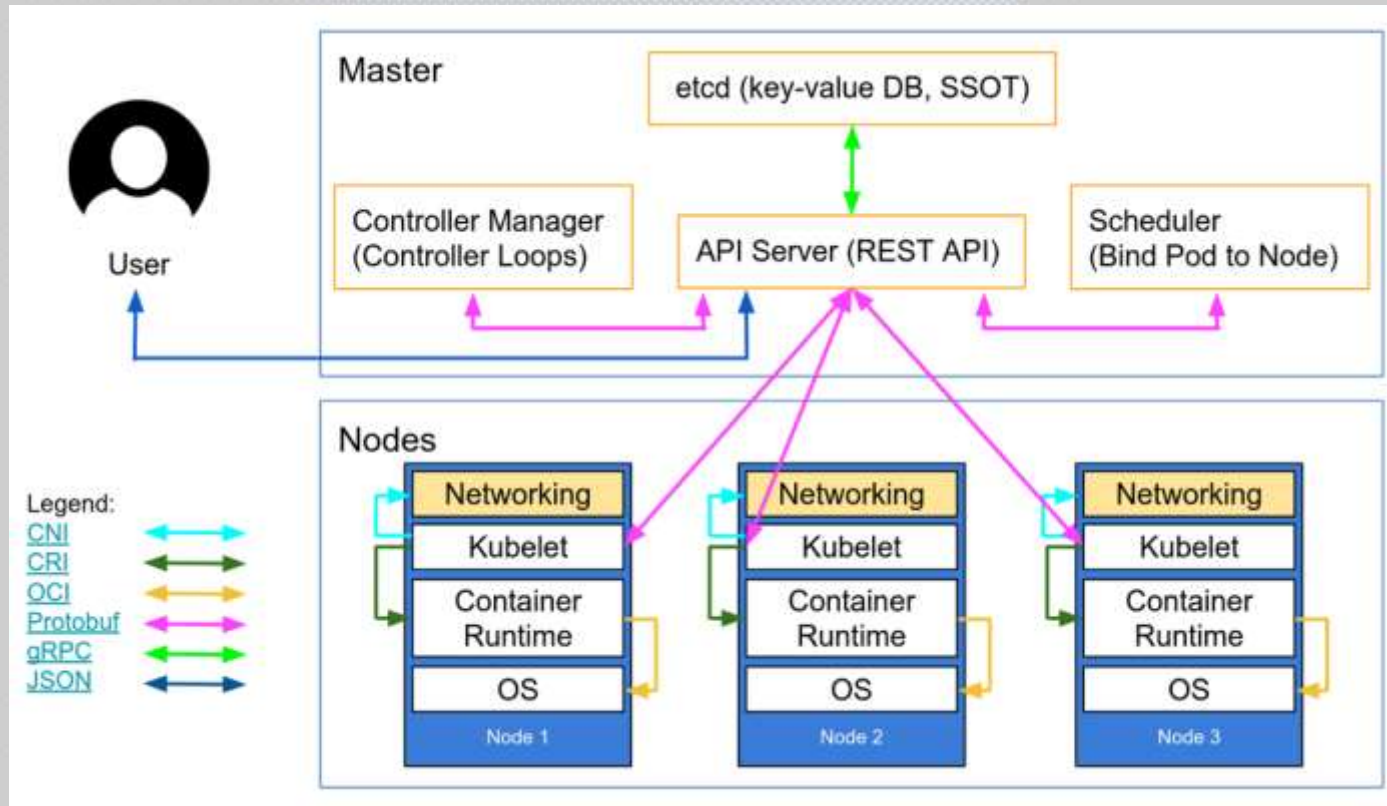 Master
etcd (key-value DB, SSOT)
Controller Manager
(Controller Loops)
API Server (REST API)
Scheduler
(Bind Pod to Node)
User
Nodes
Networking
Kubelet
Container
Runtime
OS
Node 1
Networking
Kubelet
Container
Runtime
OS
Node 2
Networking
Kubelet
Container
Runtime
OS
Node 3
Legend:
CNI
CRI
OCI
Protobuf
gRPC
JSON